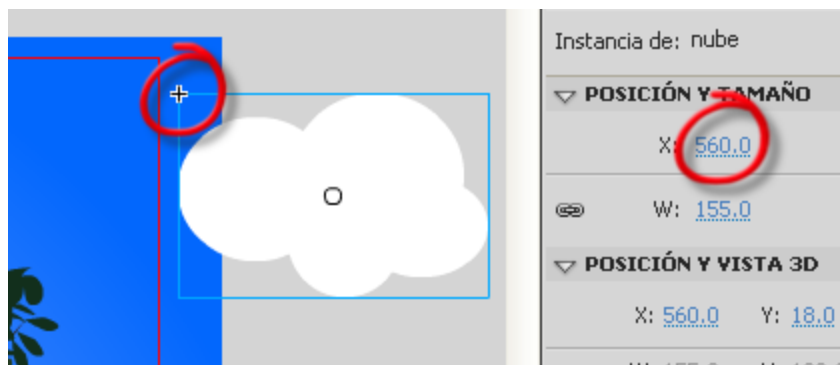 Instancia de: nube
POSICIÓN Y TAMAÑO
X: 560.0
W: 155.0
POSICIÓN Y VISTA 3D
X: 560.0 Y: 18.0